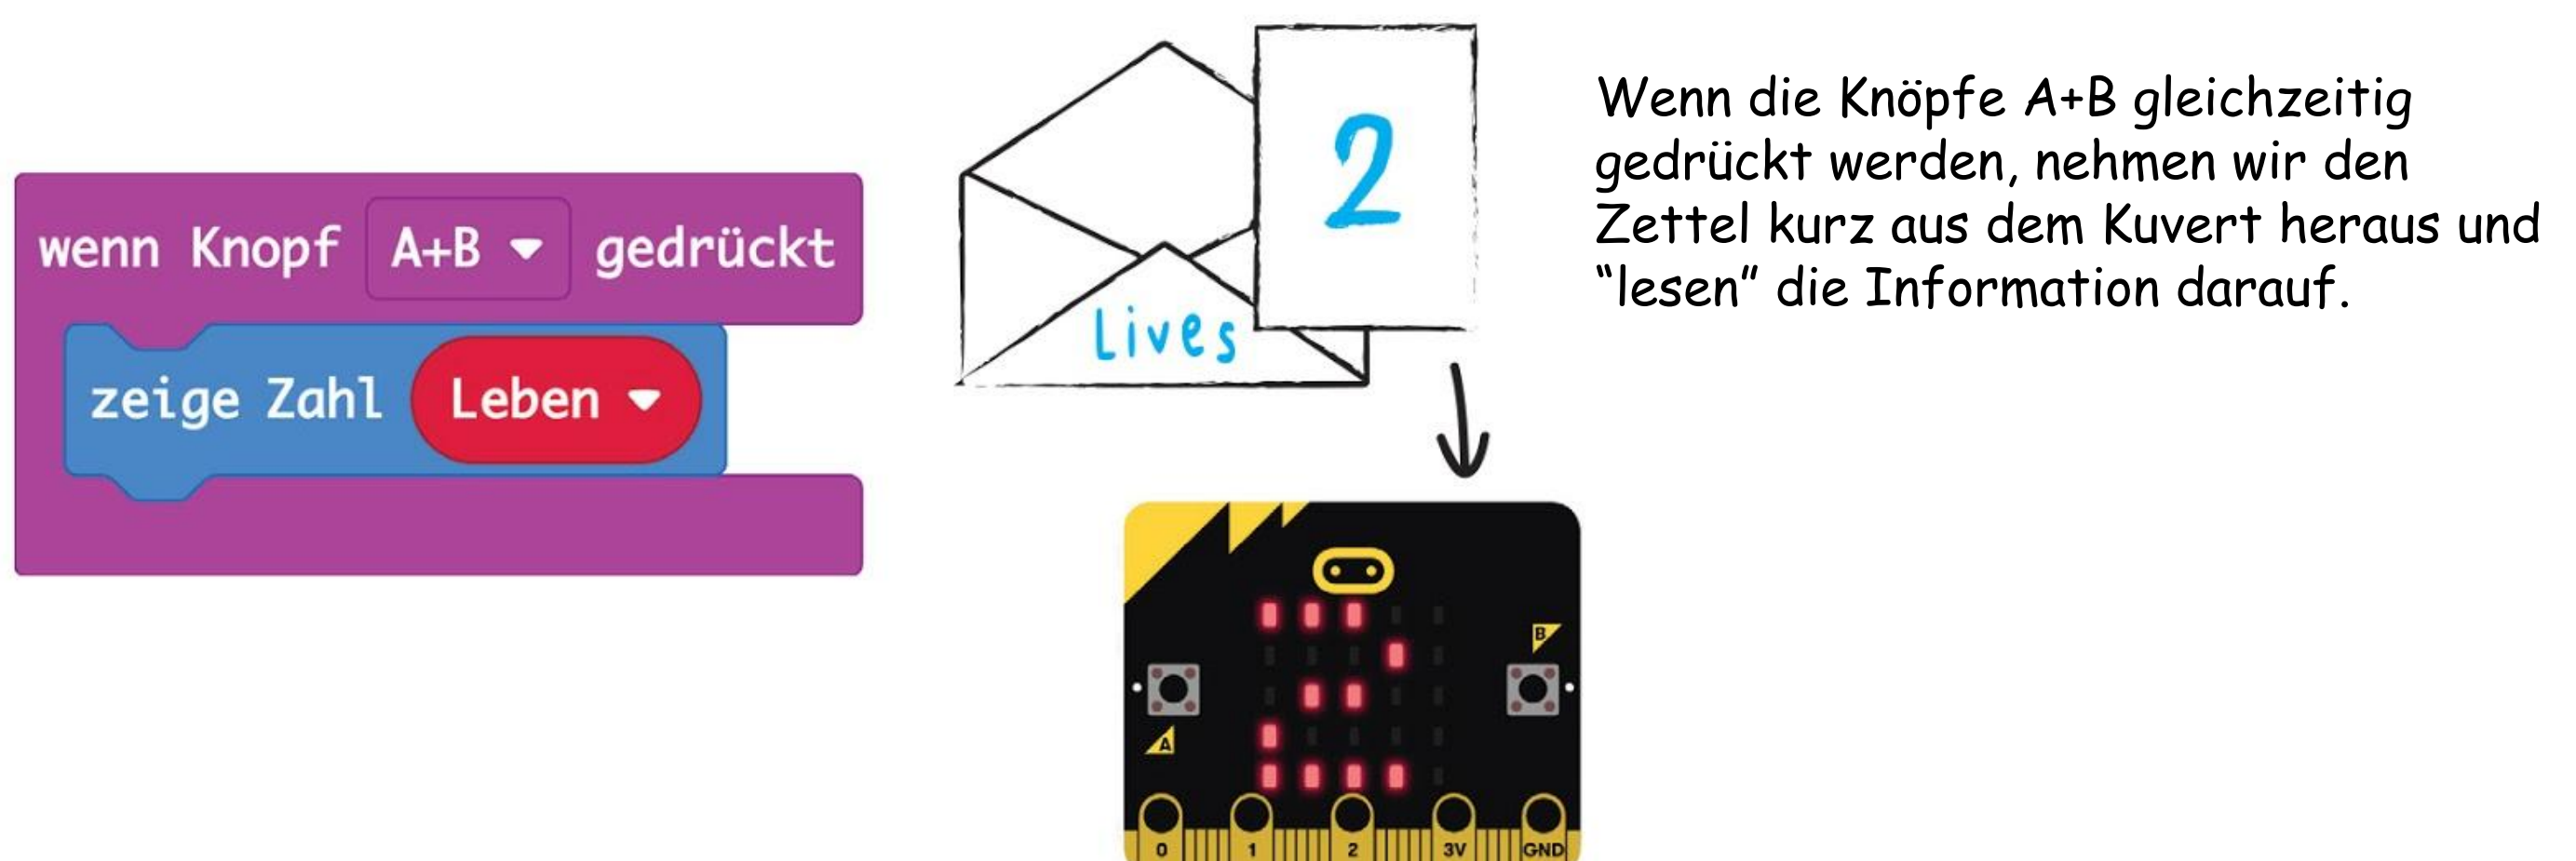 wenn Knopf A+B gedrückt
zeige Zahl Leben
2
Lives
Wenn die Knöpfe A+B gleichzeitig
gedrückt werden, nehmen wir den
Zettel kurz aus dem Kuvert heraus und
“lesen” die Information darauf.
B
A
0 1 2 3V GND